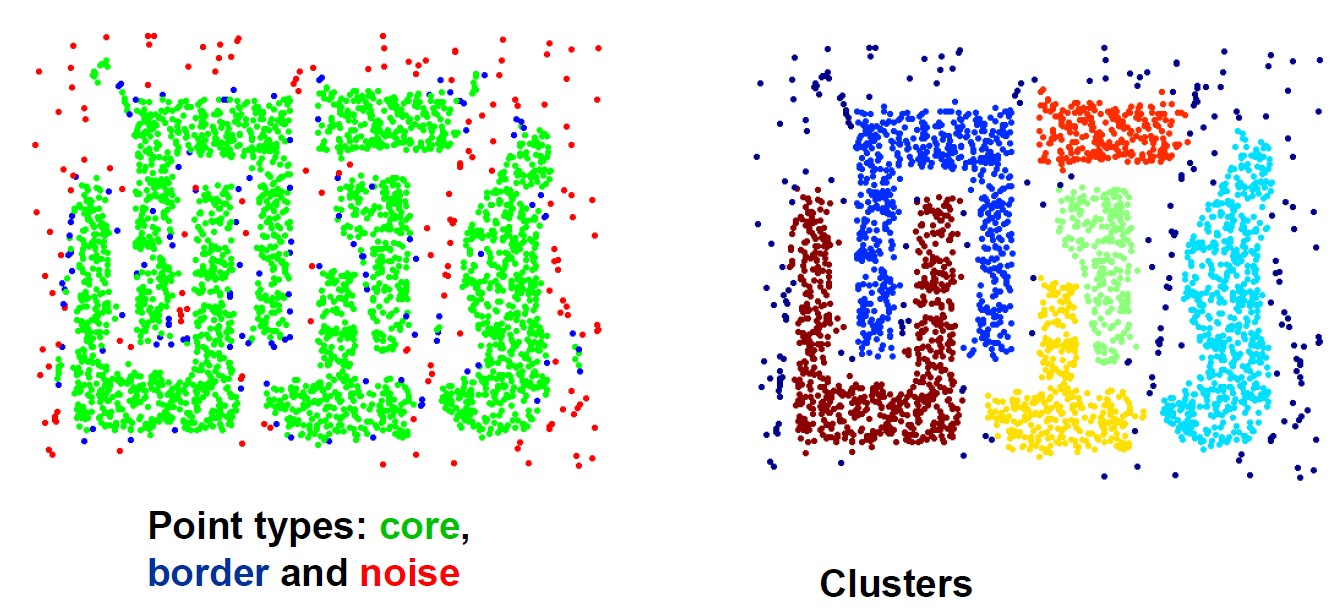 Point types: core,
border and noise
Clusters